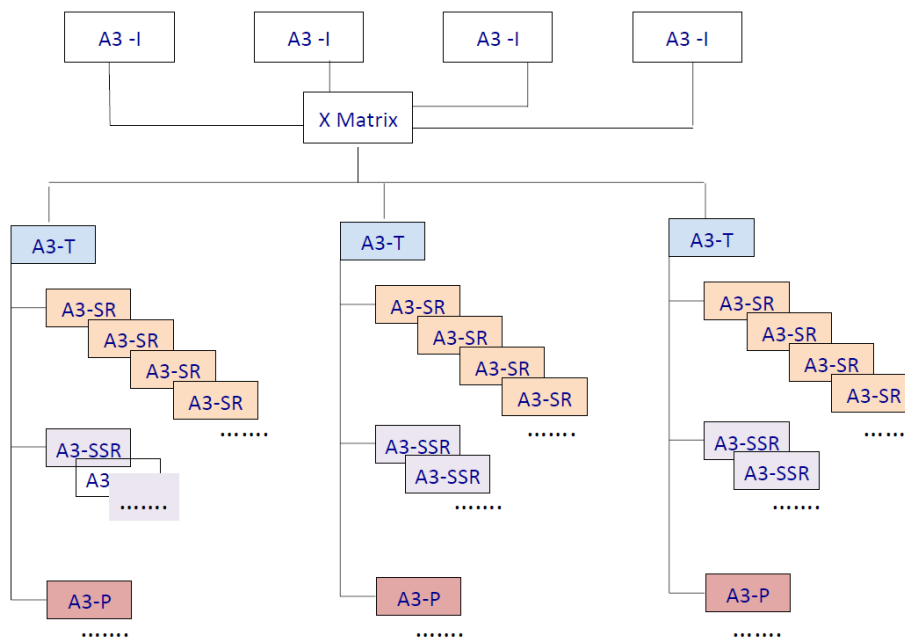 A3 -I
A3 -I
A3 -I
A3 -I
X Matrix
A3-T
A3-SR
A3-SR
A3-SR
A3-SR
…….
A3-SSR
A3
…….
A3-P
…….
A3-T
A3-SR
A3-SR
A3-SR
A3-SR
…….
A3-SSR
A3-SSR
…….
A3-P
…….
A3-T
A3-SR
A3-SR
A3-SR
A3-SR
…….
A3-SSR
A3-SSR
…….
A3-P
…….